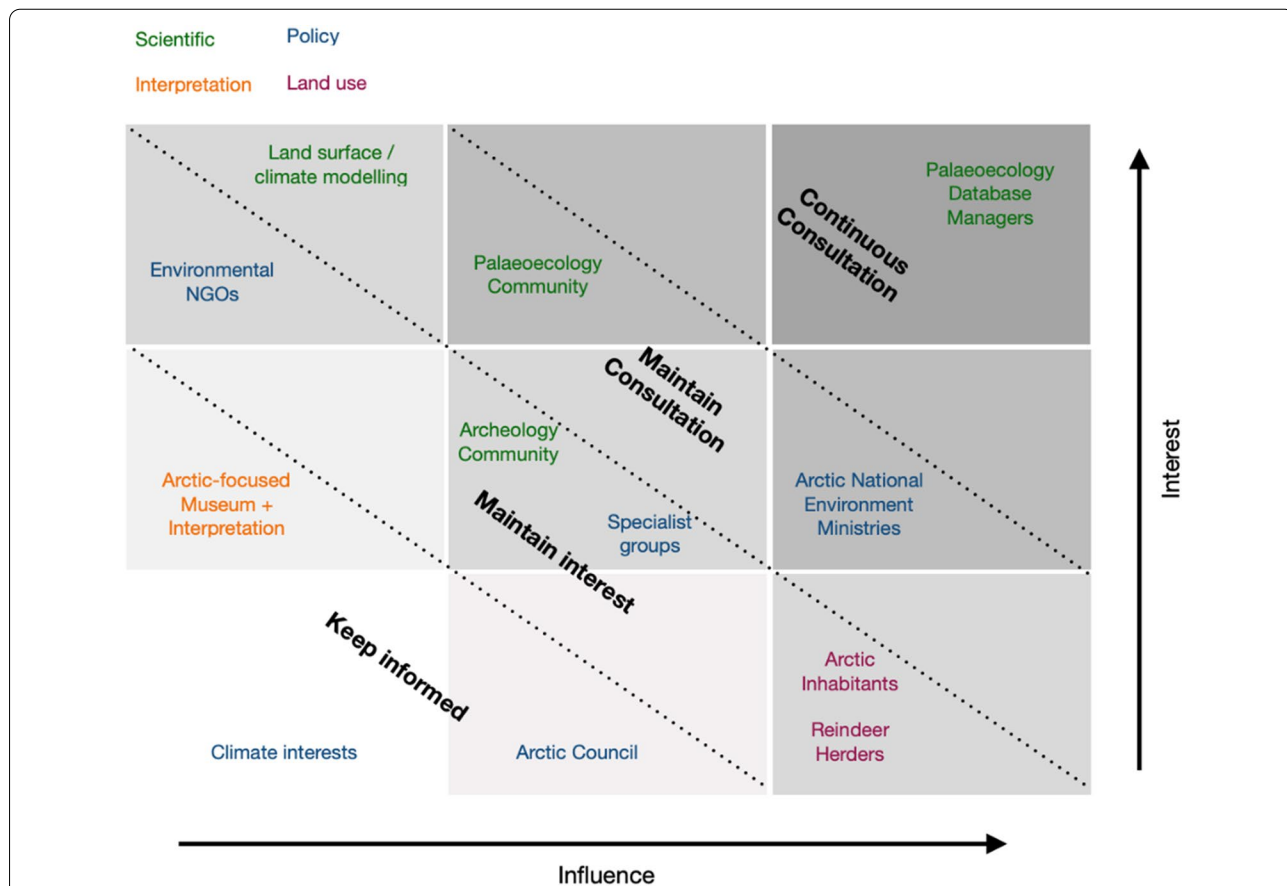 Scientific
Policy
Interpretation
Land use
Land surface /
climate modelling
Environmental
NGOs
Palaeoecology
Community
Continuous
Consultation
Palaeoecology
Database
Managers
Arctic-focused
Museum +
Interpretation
Archeology
Community
Maintain
Consultation
Specialist
groups
Maintain interest
Arctic National
Environment
Ministries
Keep informed
Climate interests
Arctic Council
Arctic
Inhabitants
Reindeer
Herders
Interest
Influence